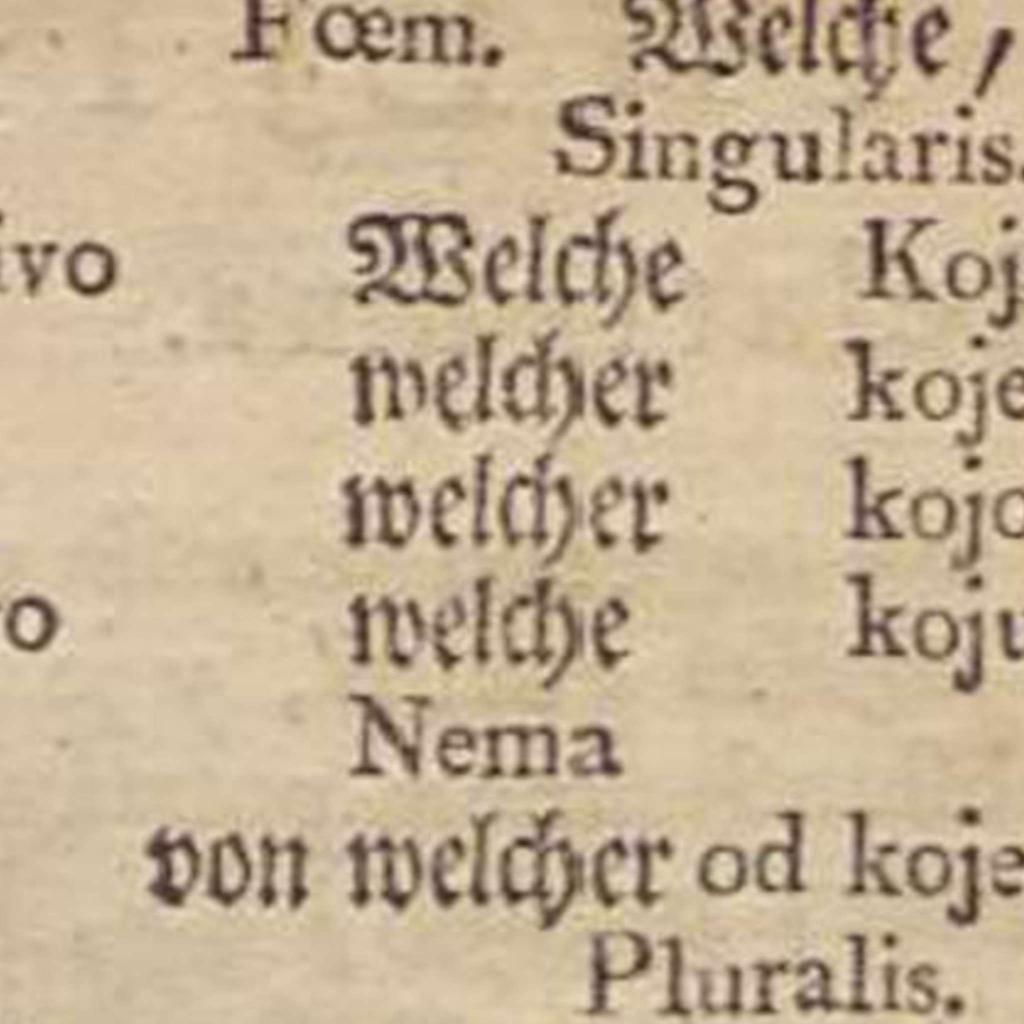 Fœm. Welche,
Singularis.
ivo Welche Koj
welcher koje
welcher kojo
o welche koju
Nema
von welcher od koje
Pluralis.